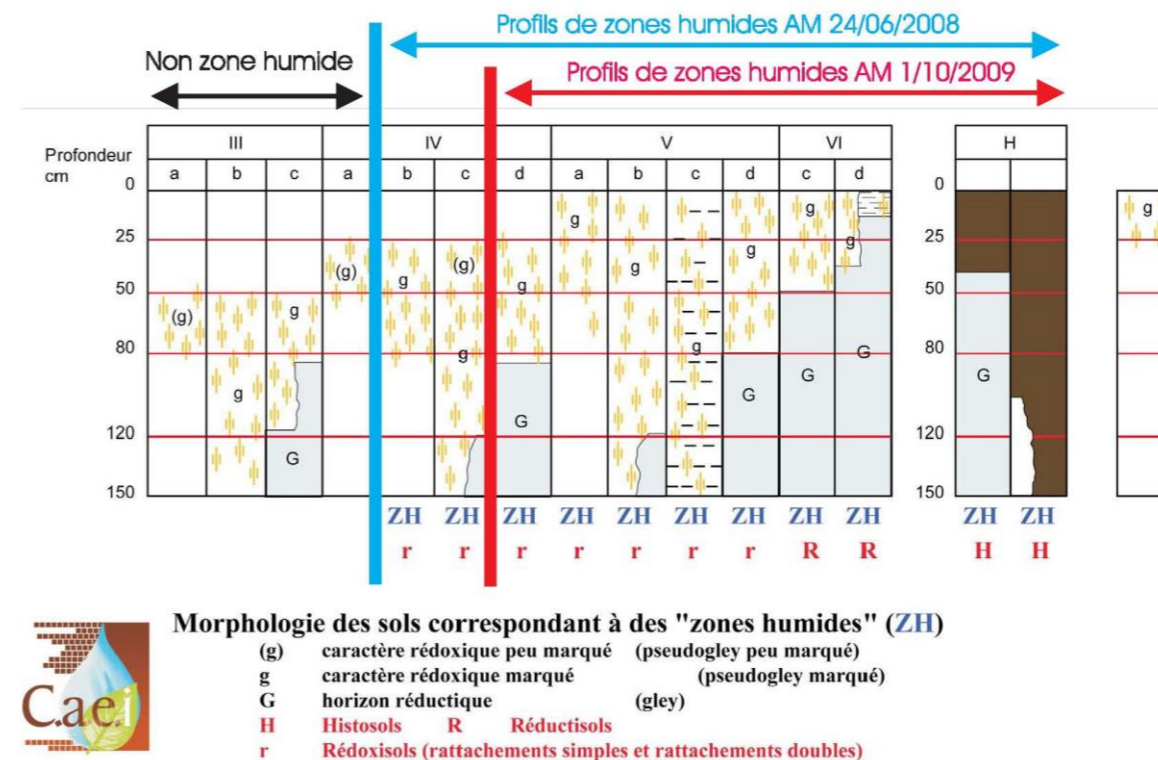 Profils de zones humides AM 24/06/2008
Non zone humide
Profils de zones humides AM 1/10/2009
Profondeur
cm
III IV V VI H
a b c a b c d a b c d c d
0 0
g (g) g g g
25 25
(g) g g g g
50 50
(g) g
80 g g 80
g G G G G
120 G 120
150 150
ZH ZH ZH ZH ZH ZH ZH ZH ZH ZH ZH
r r r r r r r R R H H
C.ae.i
Morphologie des sols correspondant à des "zones humides" (ZH)
(g) caractère rédoxique peu marqué (pseudogley peu marqué)
g caractère rédoxique marqué (pseudogley marqué)
G horizon réductique (gley)
H Histosols R Réductisols
r Rédoxisols (rattachements simples et rattachements doubles)